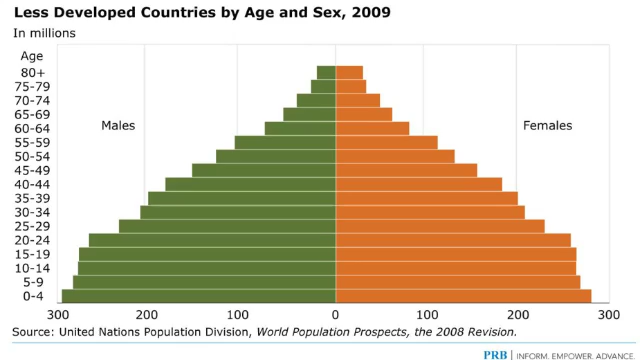 Less Developed Countries by Age and Sex, 2009
In millions
Age
80+
75-79
70-74
65-69
60-64
55-59
50-54
45-49
40-44
35-39
30-34
25-29
20-24
15-19
10-14
5-9
0-4
Males
Females
300 200 100 0 100 200 300
Source: United Nations Population Division, World Population Prospects, the 2008 Revision.
PRB | INFORM. EMPOWER. ADVANCE.